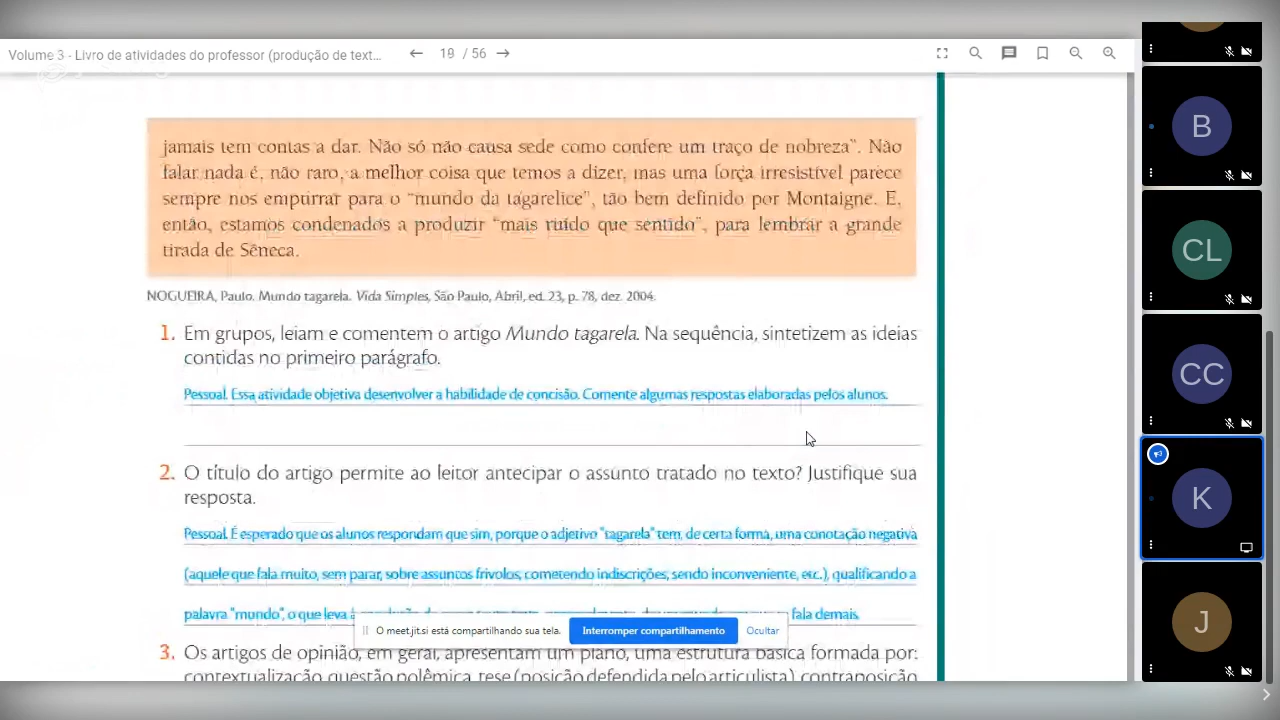 Volume 3 - Livro de atividades do professor (produção de text...
19 / 56
jamais tem contas a dar. Não só não causa sede como confere um traço de nobreza". Não
falar nada é, não raro, a melhor coisa que temos a dizer, mas uma força irresistível parece
sempre nos empurrar para o "mundo da tagarelice", tão bem definido por Montaigne. E,
então, estamos condenados a produzir "mais ruído que sentido", para lembrar a grande
tirada de Sêneca.
NOGUEIRA, Paulo. Mundo tagarela. Vida Simples, São Paulo, Abril, ed. 23, p. 78, dez. 2004.
1. Em grupos, leiam e comentem o artigo Mundo tagarela. Na sequência, sintetizem as ideias
contidas no primeiro parágrafo.
Pessoal. Essa atividade objetiva desenvolver a habilidade de concisão. Comente algumas respostas elaboradas pelos alunos.
2. O título do artigo permite ao leitor antecipar o assunto tratado no texto? Justifique sua
resposta.
Pessoal. É esperado que os alunos respondam que sim, porque o adjetivo "tagarela" tem, de certa forma, uma conotação negativa
(aquele que fala muito, sem parar, sobre assuntos frívolos, cometendo indiscrições, sendo inconveniente, etc.), qualificando a
palavra "mundo", o que leva fala demais.
O meet.jit.si está compartilhando sua tela. Interromper compartilhamento Ocultar
3. Os artigos de opinião, em geral, apresentam um plano, uma estrutura básica formada por:
contextualização, questão polêmica, tese (posição defendida pelo articulista), contraposição
B
CL
CC
K
J